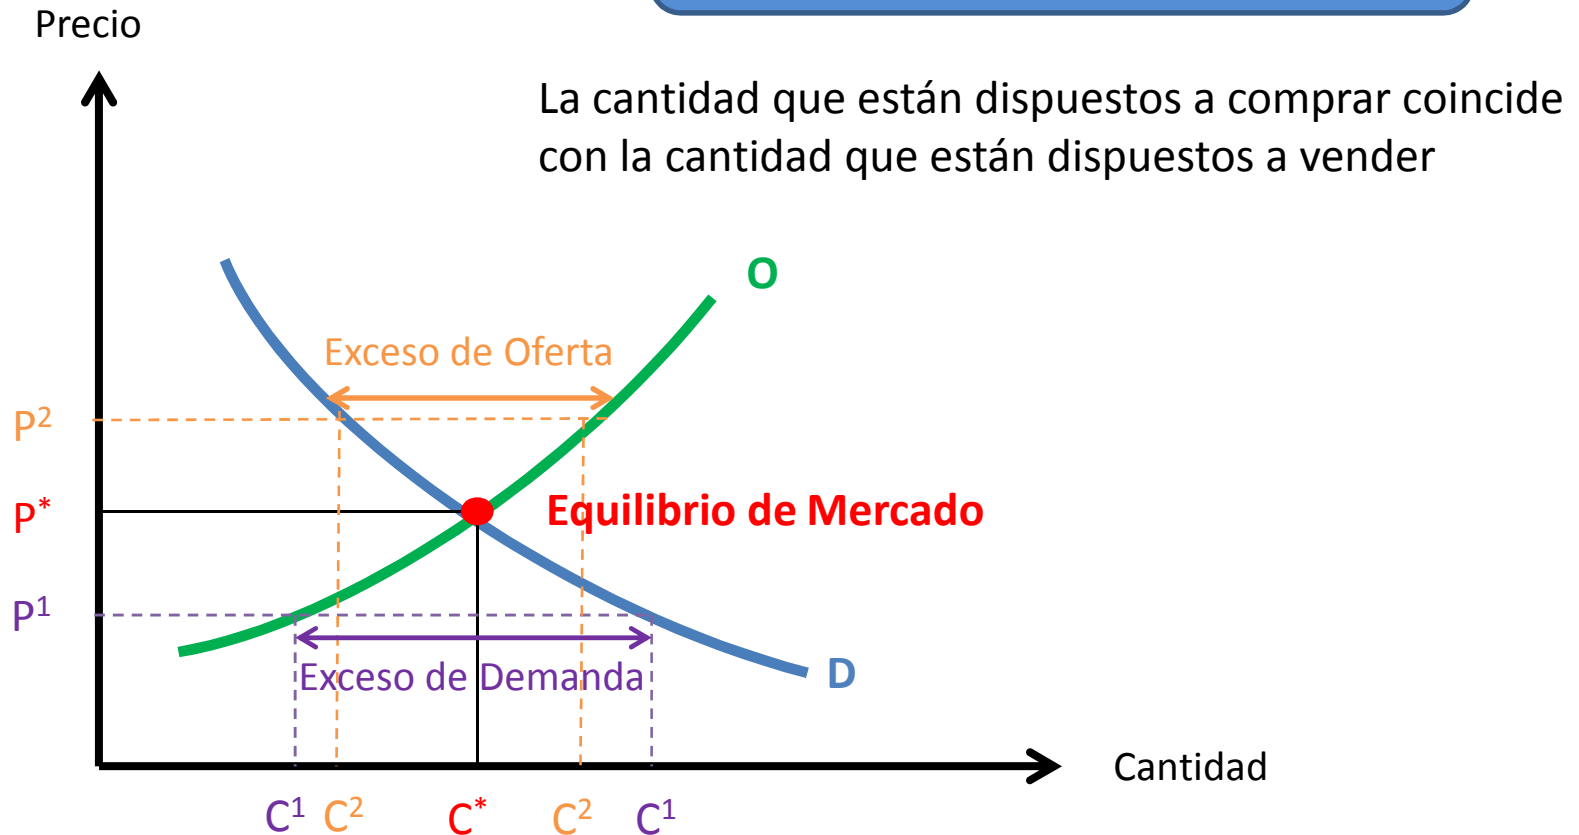 Precio
La cantidad que están dispuestos a comprar coincide
con la cantidad que están dispuestos a vender
O
Exceso de Oferta
P²
P*
Equilibrio de Mercado
P¹
Exceso de Demanda
D
Cantidad
C¹ C² C* C² C¹